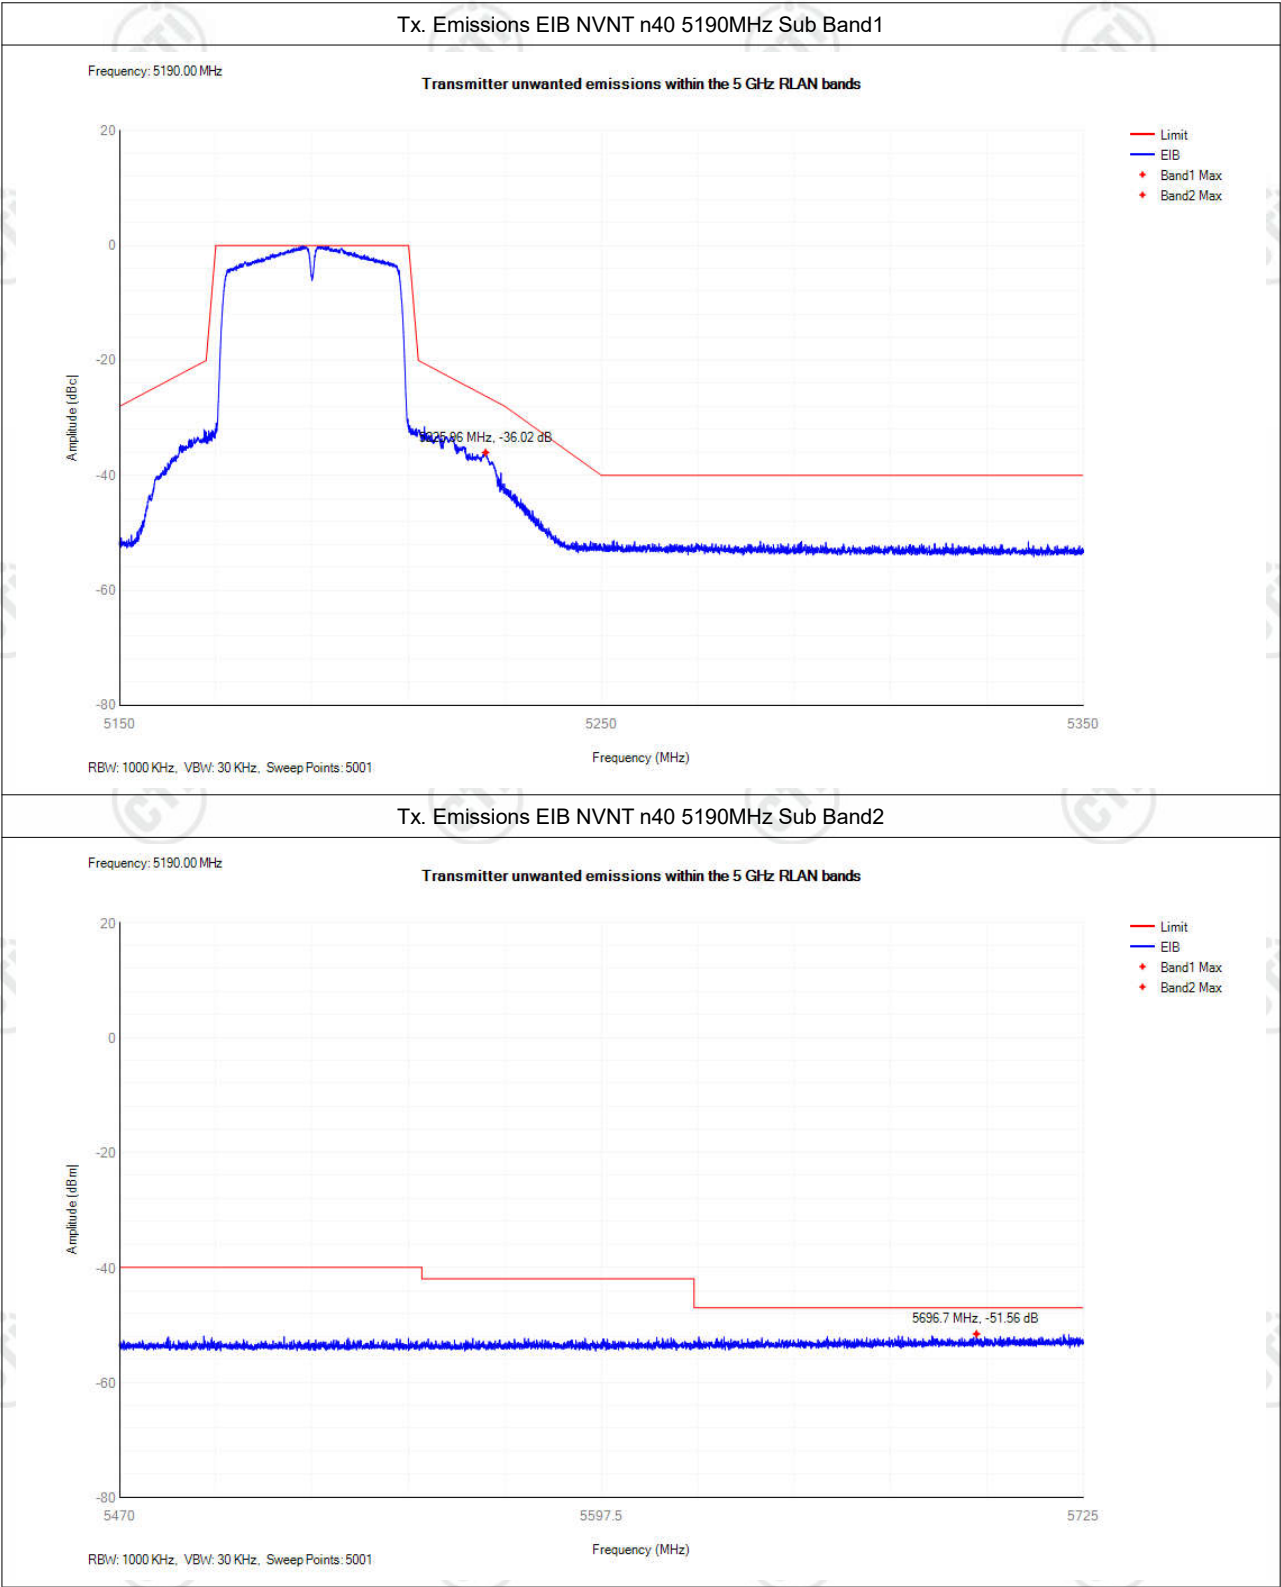 Tx. Emissions EIB NVNT n40 5190MHz Sub Band1
Frequency: 5190.00 MHz
Transmitter unwanted emissions within the 5 GHz RLAN bands
20
0
-20
-40
-60
-80
Amplitude [dBc]
Limit
EIB
Band1 Max
Band2 Max
5225.96 MHz, -36.02 dB
5150
5250
5350
Frequency (MHz)
RBW: 1000 KHz, VBW: 30 KHz, Sweep Points: 5001
Tx. Emissions EIB NVNT n40 5190MHz Sub Band2
Frequency: 5190.00 MHz
Transmitter unwanted emissions within the 5 GHz RLAN bands
20
0
-20
-40
-60
-80
Amplitude [dBm]
Limit
EIB
Band1 Max
Band2 Max
5696.7 MHz, -51.56 dB
5470
5597.5
5725
Frequency (MHz)
RBW: 1000 KHz, VBW: 30 KHz, Sweep Points: 5001